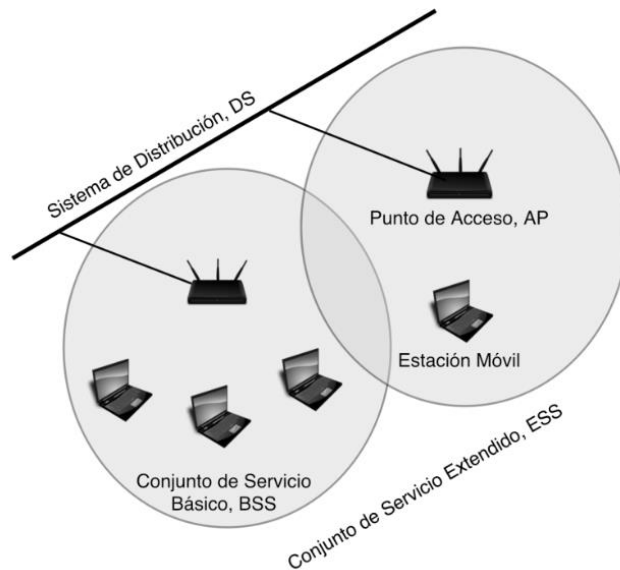 Sistema de Distribución, DS
Punto de Acceso, AP
Estación Móvil
Conjunto de Servicio
Básico, BSS
Conjunto de Servicio Extendido, ESS